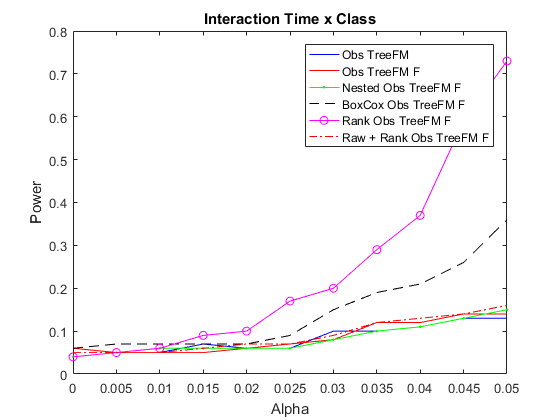 Interaction Time x Class
0.8
0.7
0.6
0.5
0.4
0.3
0.2
0.1
0
Power
Obs TreeFM
Obs TreeFM F
Nested Obs TreeFM F
BoxCox Obs TreeFM F
Rank Obs TreeFM F
Raw + Rank Obs TreeFM F
0 0.005 0.01 0.015 0.02 0.025 0.03 0.035 0.04 0.045 0.05
Alpha